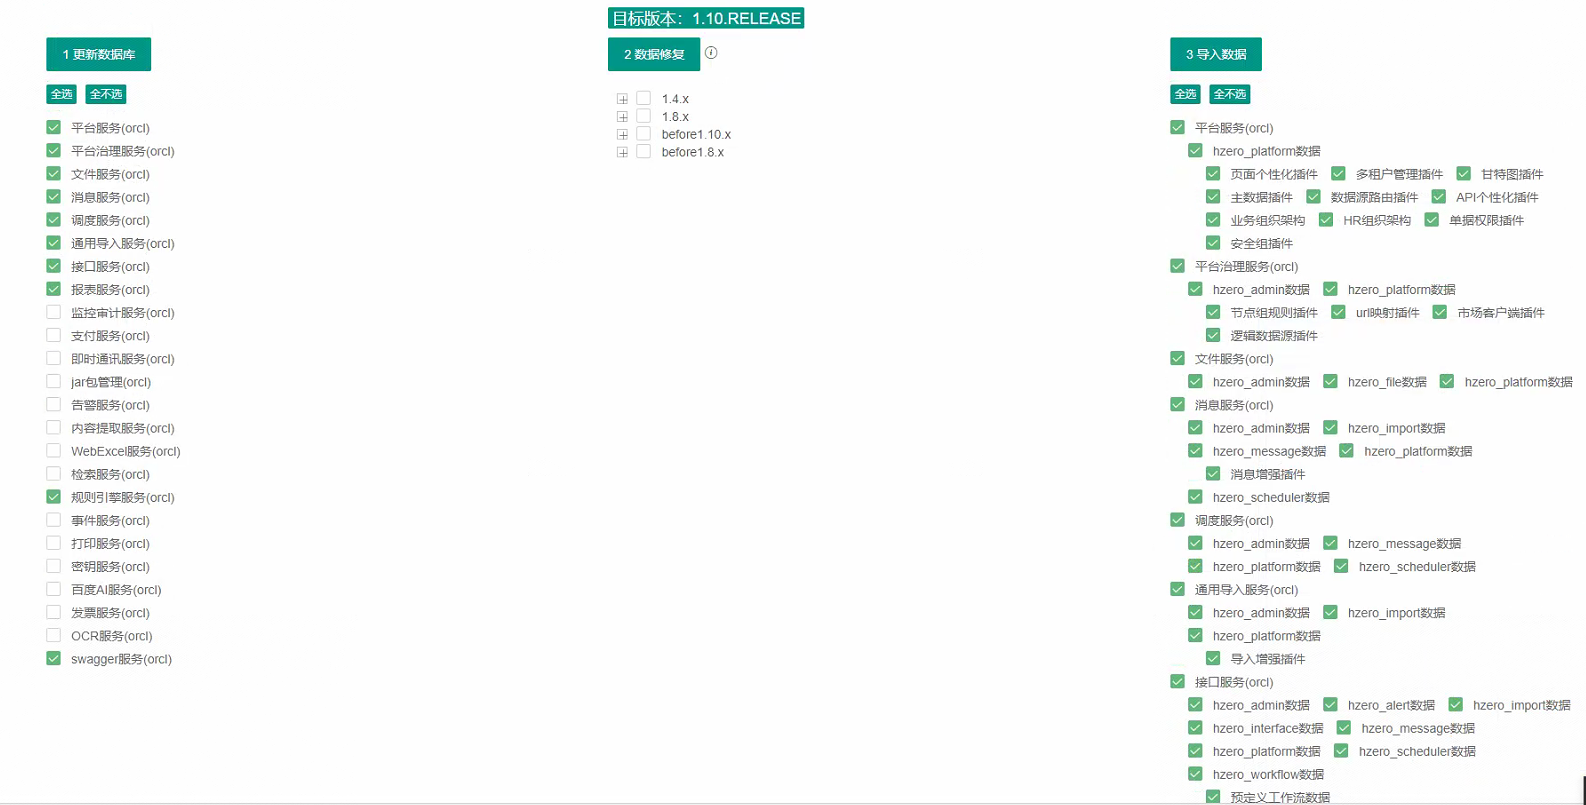 目标版本：1.10.RELEASE
1 更新数据库
全选 全不选
平台服务(orcl)
平台治理服务(orcl)
文件服务(orcl)
消息服务(orcl)
调度服务(orcl)
通用导入服务(orcl)
接口服务(orcl)
报表服务(orcl)
监控审计服务(orcl)
支付服务(orcl)
即时通讯服务(orcl)
jar包管理(orcl)
告警服务(orcl)
内容提取服务(orcl)
WebExcel服务(orcl)
检索服务(orcl)
规则引擎服务(orcl)
事件服务(orcl)
打印服务(orcl)
密钥服务(orcl)
百度AI服务(orcl)
发票服务(orcl)
OCR服务(orcl)
swagger服务(orcl)
2 数据修复
1.4.x
1.8.x
before1.10.x
before1.8.x
3 导入数据
全选 全不选
平台服务(orcl)
hzero_platform数据
页面个性化插件 多租户管理插件 甘特图插件
主数据插件 数据源路由插件 API个性化插件
业务组织架构 HR组织架构 单据权限插件
安全组插件
平台治理服务(orcl)
hzero_admin数据 hzero_platform数据
节点组规则插件 url映射插件 市场客户端插件
逻辑数据源插件
文件服务(orcl)
hzero_admin数据 hzero_file数据 hzero_platform数据
消息服务(orcl)
hzero_admin数据 hzero_import数据
hzero_message数据 hzero_platform数据
消息增强插件
hzero_scheduler数据
调度服务(orcl)
hzero_admin数据 hzero_message数据
hzero_platform数据 hzero_scheduler数据
通用导入服务(orcl)
hzero_admin数据 hzero_import数据
hzero_platform数据
导入增强插件
接口服务(orcl)
hzero_admin数据 hzero_alert数据 hzero_import数据
hzero_interface数据 hzero_message数据
hzero_platform数据 hzero_scheduler数据
hzero_workflow数据
预定义工作流数据